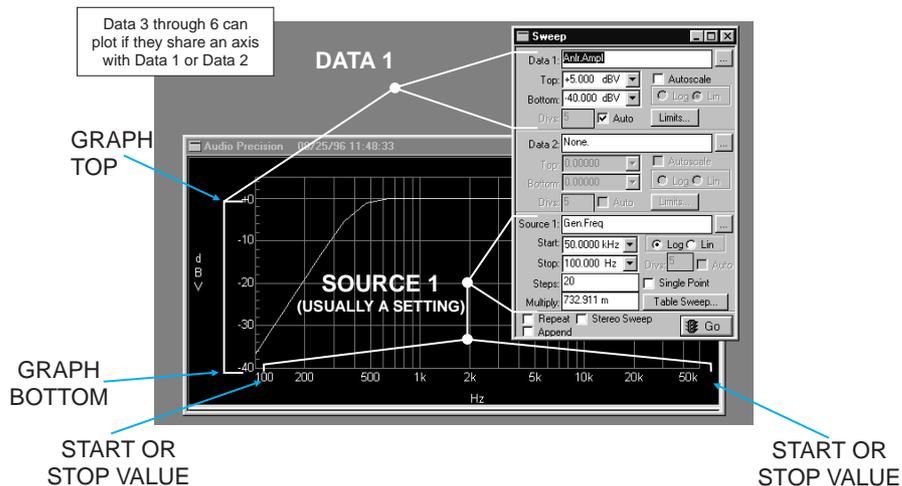 Data 3 through 6 can
plot if they share an axis
with Data 1 or Data 2
DATA 1
GRAPH
TOP
GRAPH
BOTTOM
START OR
STOP VALUE
START OR
STOP VALUE
Audio Precision 08/25/96 11:48:33
+0
-10
-20
-30
-40
d
B
V
SOURCE 1
(USUALLY A SETTING)
100 200 500 1k 2k 5k 10k 20k 50k
Hz
Sweep
Data 1: Anlr.Ampl ...
Top: +5.000 dBV Autoscale
Bottom: -40.000 dBV Log Lin
Divs: 5 Auto Limits...
Data 2: None. ...
Top: 0.00000 Autoscale
Bottom: 0.00000 Log Lin
Divs: 5 Auto Limits...
Source 1: Gen.Freq ...
Start: 50.0000 kHz Log Lin
Stop: 100.000 Hz Divs: 5 Auto
Steps: 20 Single Point
Multiply: 732.911 m Table Sweep...
Repeat Stereo Sweep
Append Go